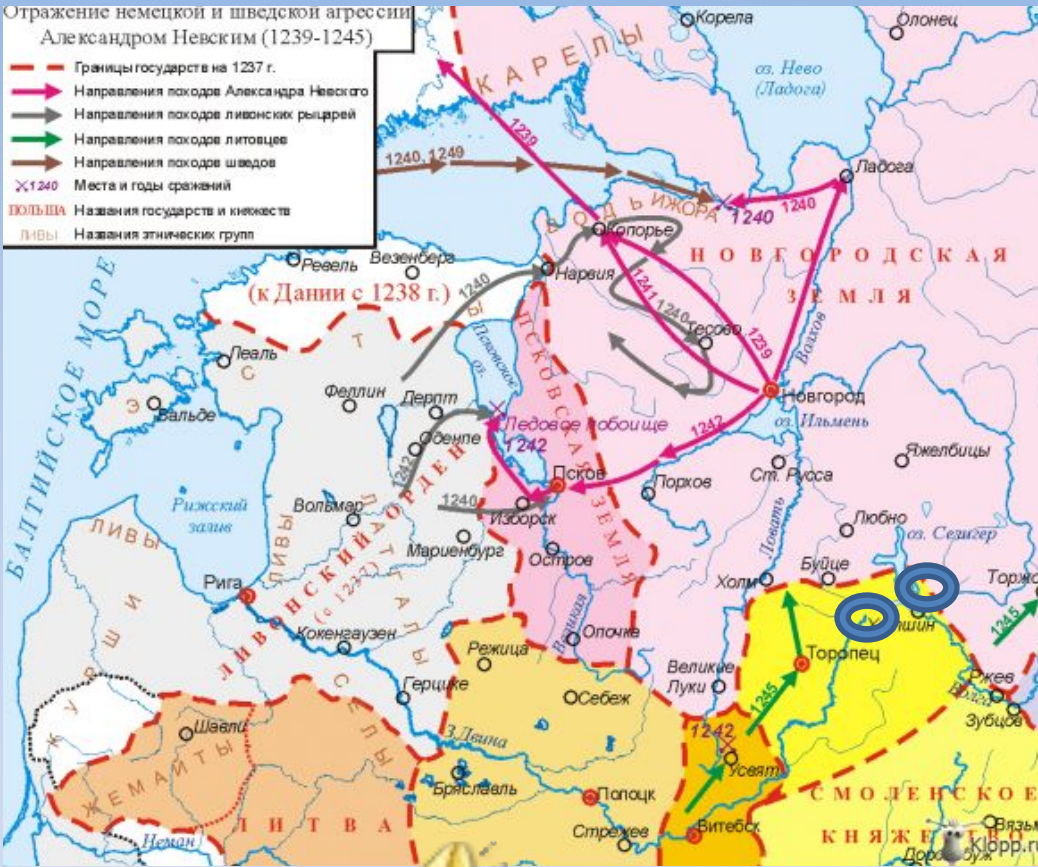 Отражение немецкой и шведской агрессии
Александром Невским (1239-1245)
Границы государств на 1237 г.
Направления походов Александра Невского
Направления походов ливонских рыцарей
Направления походов литовцев
Направления походов шведов
1240 Места и годы сражений
ПОЛЬША Названия государств и княжеств
ЛИВЫ Названия этнических групп
Корела
Олонец
КАРЕЛЫ
оз. Нево
(Ладога)
1239
1240, 1249
Ладога
1240
ВОДЬ ИЖОРА
1240
Копорье
НОВГОРОДСКАЯ
ЗЕМЛЯ
Ревель
Везенберг
Нарвия
(к Дании с 1238 г.)
1240
1241
1240
Тесово
1239
Волхов
БАЛТИЙСКОЕ МОРЕ
Леаль
Псковское
оз.
ПСКОВСКАЯ ЗЕМЛЯ
Феллин
Дерпт
Вальде
Новгород
оз. Ильмень
Ледовое побоище
1242
1242
Оденпе
1242
Яжелбицы
Ст. Русса
Псков
Порхов
Рижский
залив
Вольмар
1240
Изборск
Ловать
Любно
оз. Селигер
ЛИВЫ
ЛИВЫ
ЛАТГАЛЫ
Мариенбург
Остров
Холм
Буйце
Рига
ЛИВОНСКИЙ ОРДЕН
(с 1237)
1245
КУРШИ
Кокенгаузен
Великая
Опочка
Торопец
Режица
Великие
Луки
Ржев
Герцике
Себеж
1245
Волга
Зубцов
СЕЛЫ
Шавли
З.Двина
1242
Усвят
ЖЕМАЙТЫ
Бряславль
СМОЛЕНСКОЕ
ЛИТВА
Полоцк
Неман
Стрежев
Витебск
КНЯЖЕСТВО
Klopp.ru